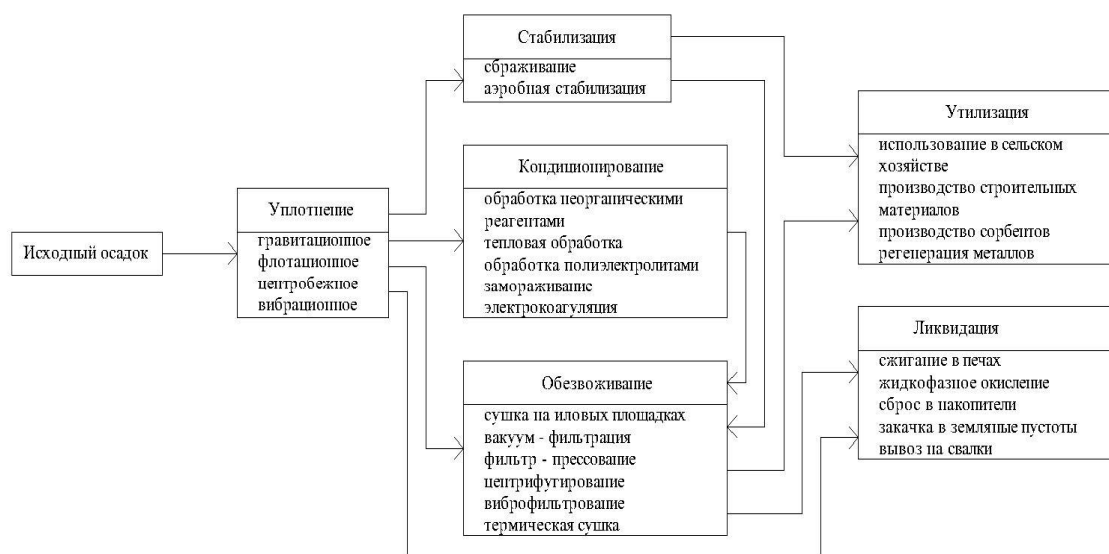 Исходный осадок
Уплотнение
гравитационное
флотационное
центробежное
вибрационное
Стабилизация
сбраживание
аэробная стабилизация
Кондиционирование
обработка неорганическими
реагентами
тепловая обработка
обработка полиэлектролитами
замораживание
электрокоагуляция
Обезвоживание
сушка на иловых площадках
вакуум - фильтрация
фильтр - прессование
центрифугирование
виброфильтрование
термическая сушка
Утилизация
использование в сельском
хозяйстве
производство строительных
материалов
производство сорбентов
регенерация металлов
Ликвидация
сжигание в печах
жидкофазное окисление
сброс в накопители
закачка в земляные пустоты
вывоз на свалки